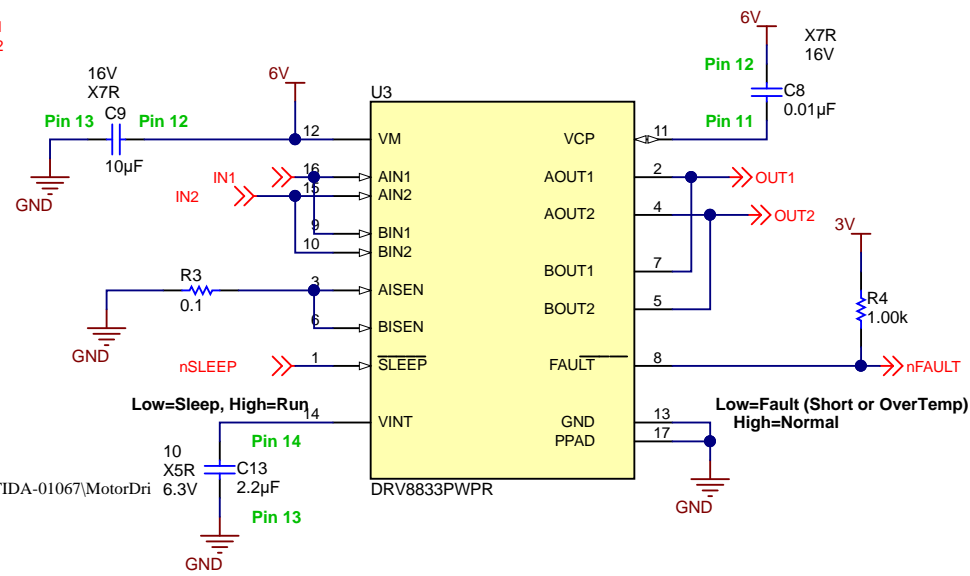 6V
X7R
16V
Pin 12
C8
0.01µF
Pin 11
16V
X7R
C9
Pin 13
Pin 12
10µF
GND
6V
U3
12
VM
VCP
11
IN1
16
AIN1
AOUT1
2
OUT1
IN2
15
AIN2
AOUT2
4
OUT2
9
BIN1
10
BIN2
3V
BOUT1
7
R3
0.1
3
AISEN
BOUT2
5
R4
1.00k
GND
6
BISEN
nSLEEP
1
SLEEP
FAULT
8
nFAULT
Low=Sleep, High=Run
Low=Fault (Short or OverTemp)
High=Normal
14
VINT
GND
13
PPAD
17
GND
Pin 14
10
X5R
6.3V
C13
2.2µF
Pin 13
GND
TIDA-01067\MotorDri
DRV8833PWPR